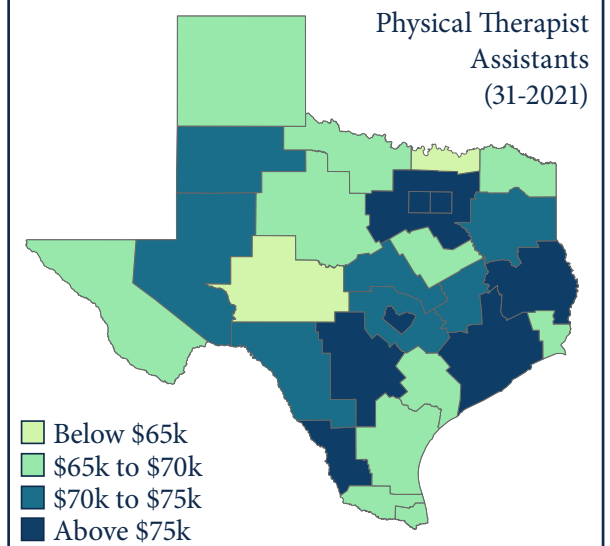 Physical Therapist
Assistants
(31-2021)
Below $65k
$65k to $70k
$70k to $75k
Above $75k